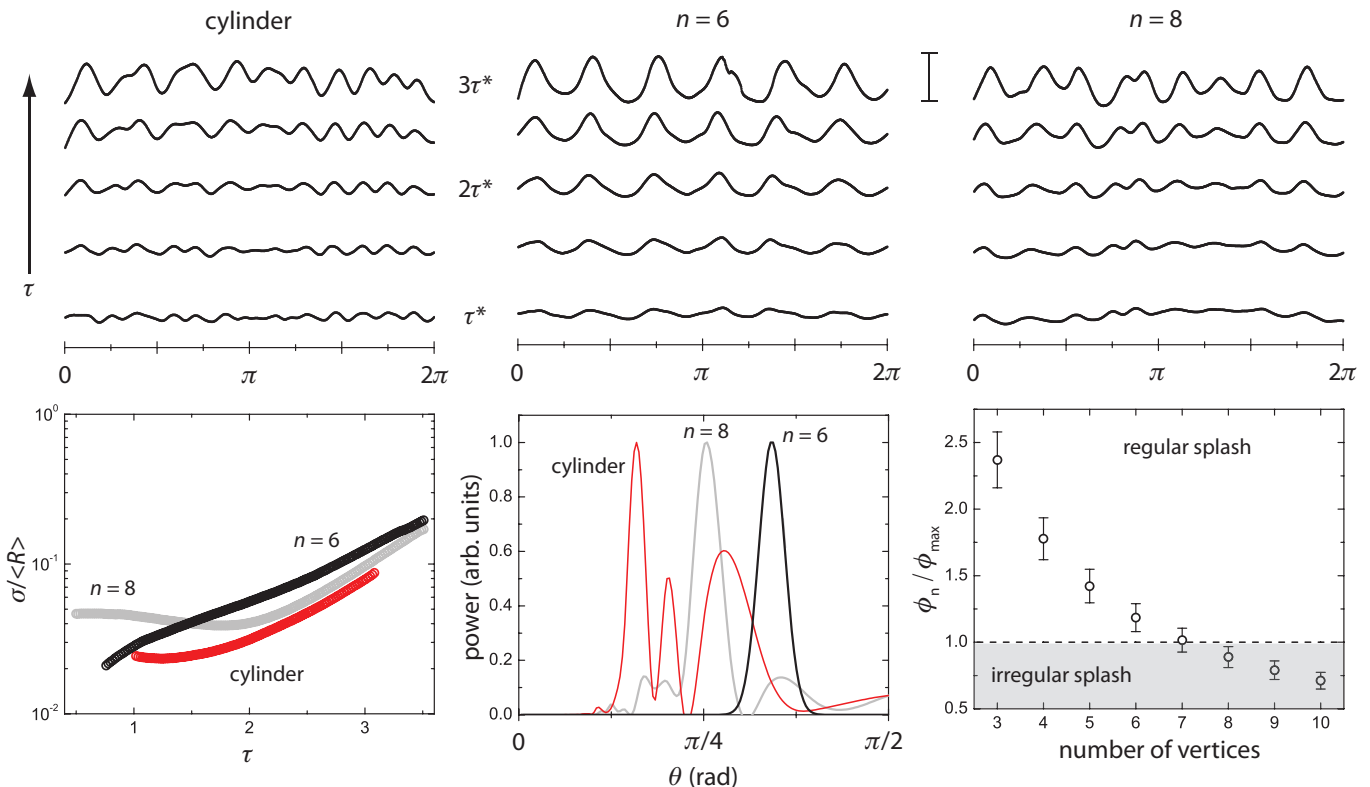 cylinder
n = 6
n = 8
3τ*
2τ*
τ*
τ
0 π 2π
0 π 2π
0 π 2π
10⁰
10⁻¹
10⁻²
σ/<R>
n = 6
n = 8
cylinder
1 2 3
τ
1.0
0.8
0.6
0.4
0.2
0.0
power (arb. units)
cylinder
n = 8
n = 6
0 π/4 π/2
θ (rad)
2.5
2.0
1.5
1.0
0.5
ϕn / ϕmax
regular splash
irregular splash
3 4 5 6 7 8 9 10
number of vertices